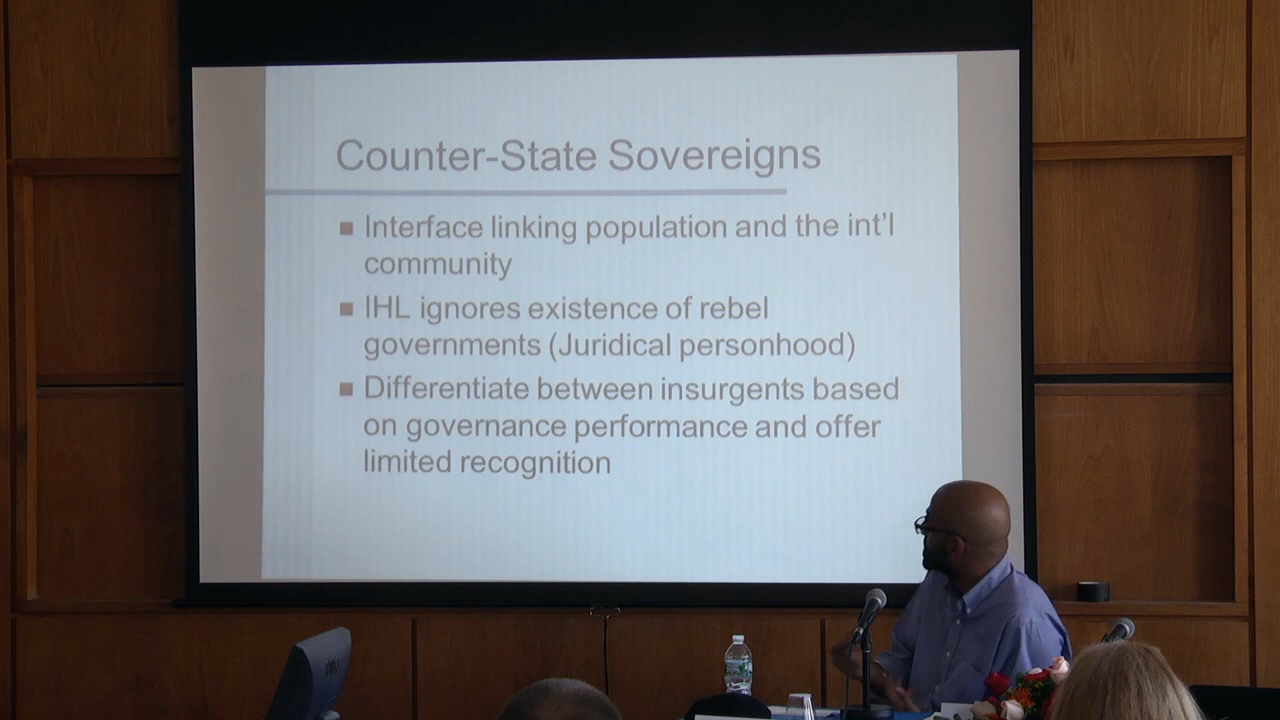 Counter-State Sovereigns
■ Interface linking population and the int'l
community
■ IHL ignores existence of rebel
governments (Juridical personhood)
■ Differentiate between insurgents based
on governance performance and offer
limited recognition
DELL